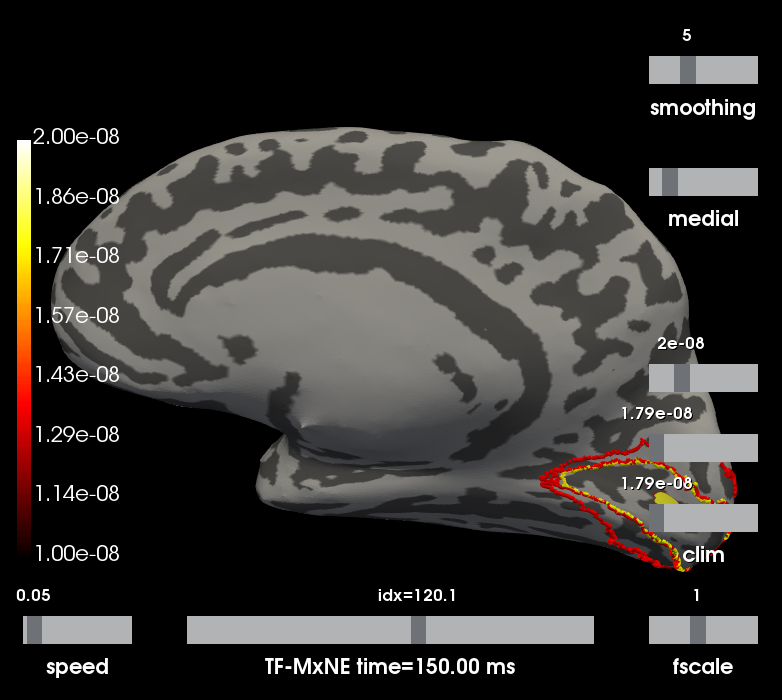 5
smoothing
2.00e-08
1.86e-08
medial
1.71e-08
1.57e-08
2e-08
1.43e-08
1.79e-08
1.29e-08
1.79e-08
1.14e-08
1.00e-08
clim
0.05
idx=120.1
1
speed
TF-MxNE time=150.00 ms
fscale